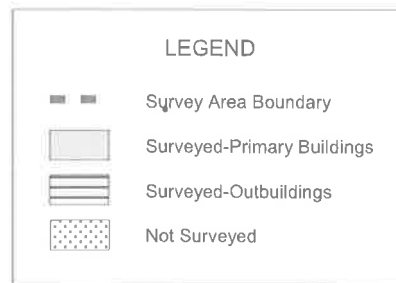 LEGEND
Survey Area Boundary
Surveyed-Primary Buildings
Surveyed-Outbuildings
Not Surveyed